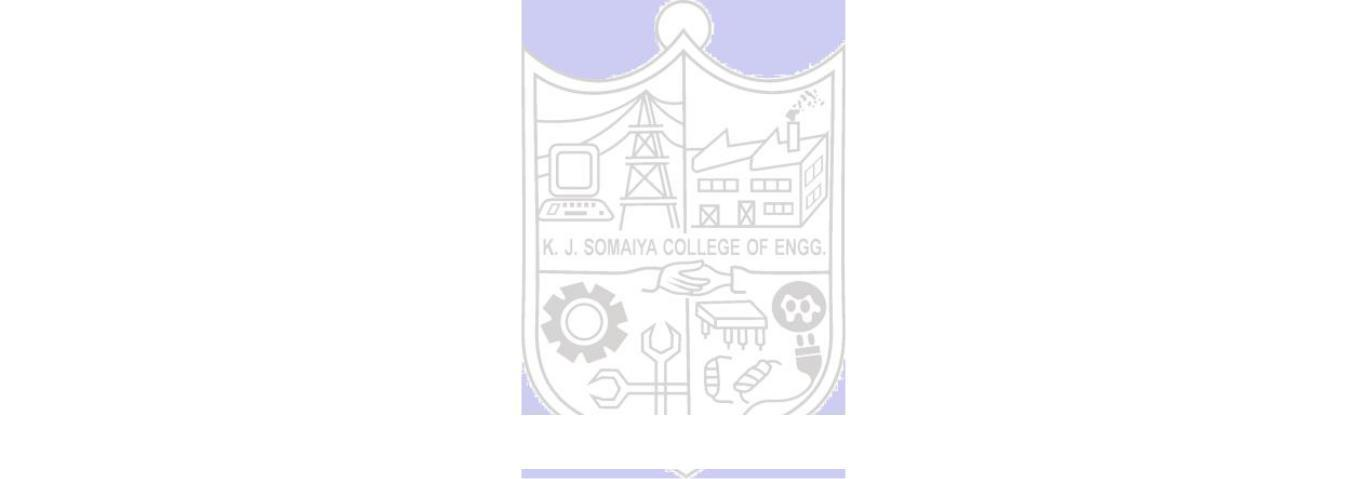 K. J. SOMAIYA COLLEGE OF ENGG.